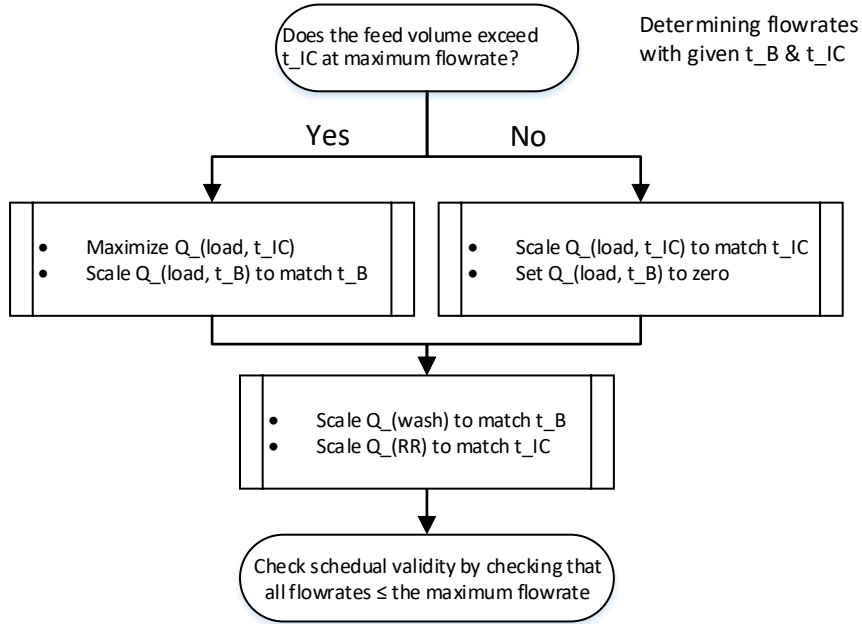 Does the feed volume exceed
t_IC at maximum flowrate?
Determining flowrates
with given t_B & t_IC
Yes
No
• Maximize Q_(load, t_IC)
• Scale Q_(load, t_B) to match t_B
• Scale Q_(load, t_IC) to match t_IC
• Set Q_(load, t_B) to zero
• Scale Q_(wash) to match t_B
• Scale Q_(RR) to match t_IC
Check schedual validity by checking that
all flowrates ≤ the maximum flowrate